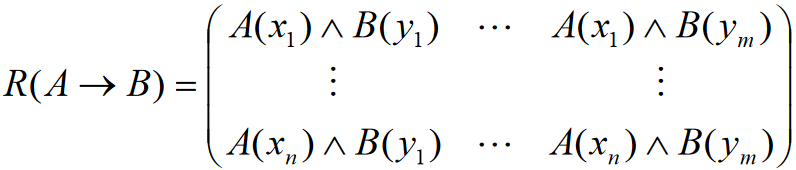 A(x₁) ∧ B(y₁) ⋯ A(x₁) ∧ B(yₘ)
R(A → B) = ⋮ ⋮
A(xₙ) ∧ B(y₁) ⋯ A(xₙ) ∧ B(yₘ)